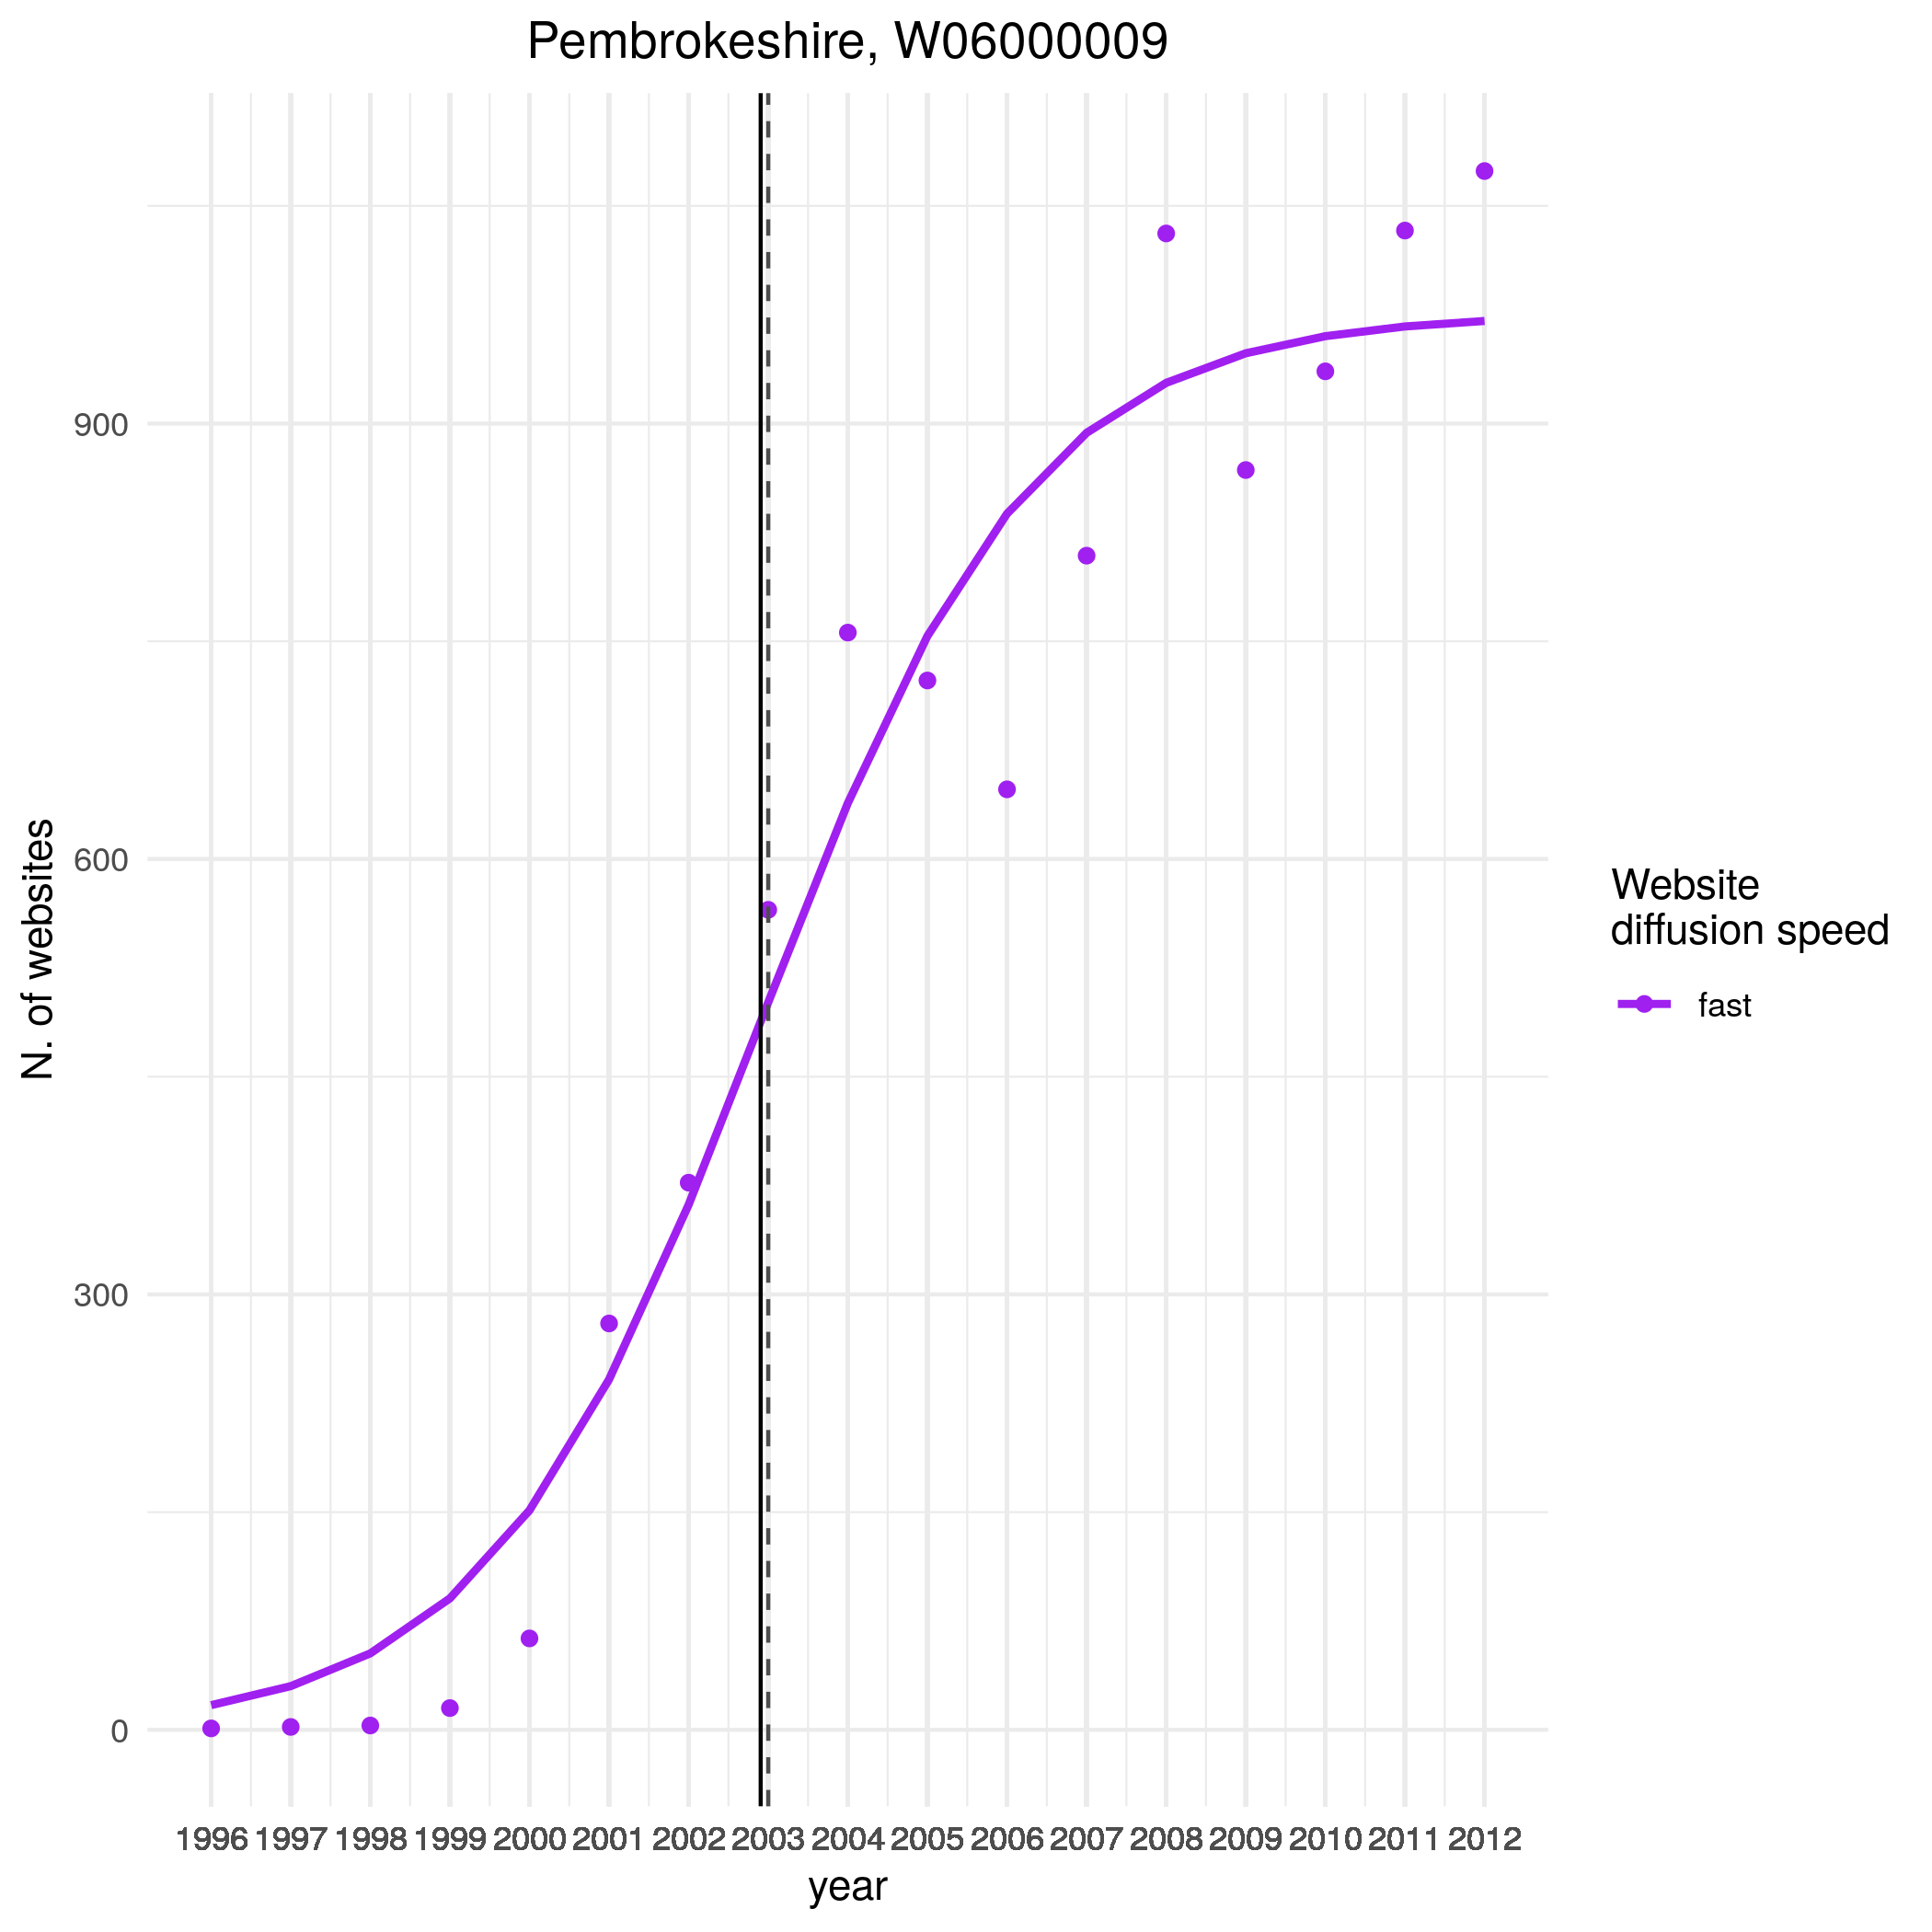 Pembrokeshire, W06000009
900
600
300
0
N. of websites
1996 1997 1998 1999 2000 2001 2002 2003 2004 2005 2006 2007 2008 2009 2010 2011 2012
year
Website
diffusion speed
fast